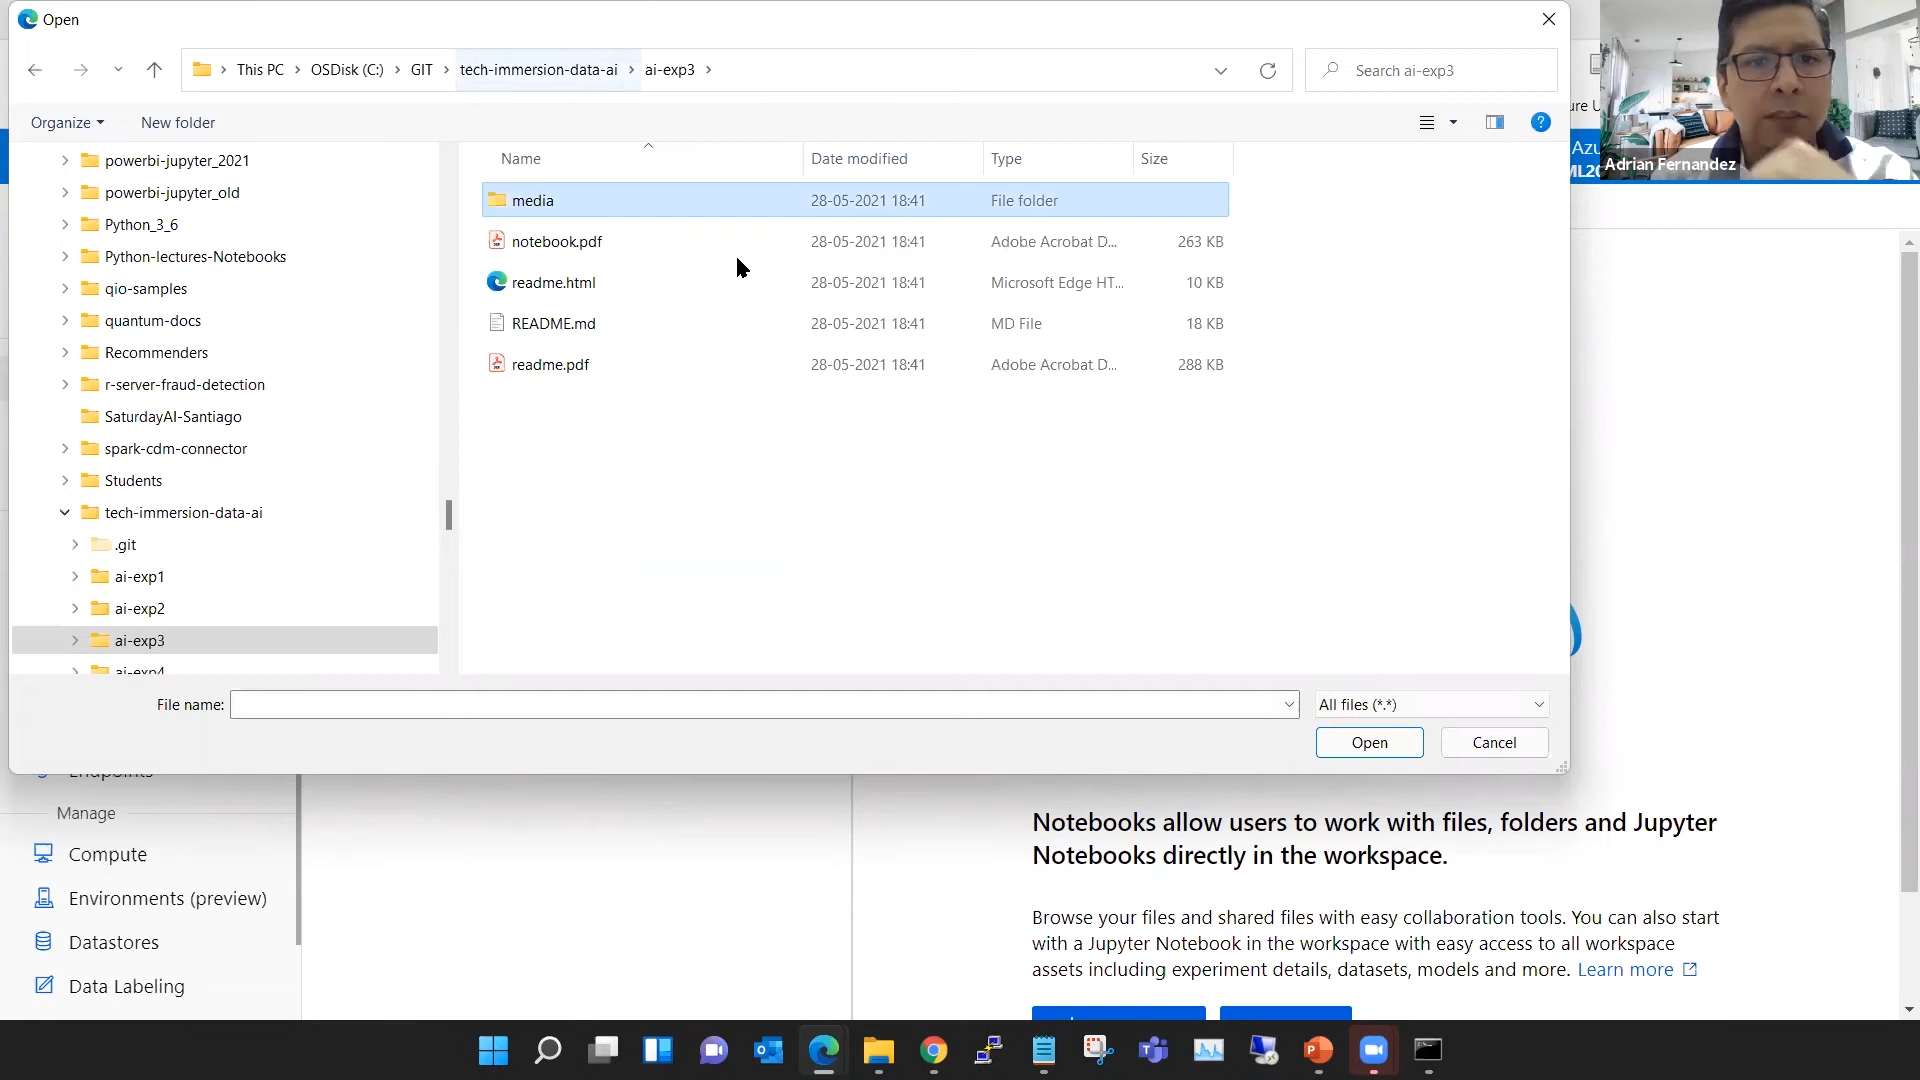 Open
This PC
OSDisk (C:)
GIT
tech-immersion-data-ai
ai-exp3
Search ai-exp3
Organize
New folder
Name
Date modified
Type
Size
media
28-05-2021 18:41
File folder
notebook.pdf
28-05-2021 18:41
Adobe Acrobat D...
263 KB
readme.html
28-05-2021 18:41
Microsoft Edge HT...
10 KB
README.md
28-05-2021 18:41
MD File
18 KB
readme.pdf
28-05-2021 18:41
Adobe Acrobat D...
288 KB
powerbi-jupyter_2021
powerbi-jupyter_old
Python_3_6
Python-lectures-Notebooks
qio-samples
quantum-docs
Recommenders
r-server-fraud-detection
SaturdayAI-Santiago
spark-cdm-connector
Students
tech-immersion-data-ai
.git
ai-exp1
ai-exp2
ai-exp3
ai-exp4
File name:
All files (*.*)
Open
Cancel
Adrian Fernandez
Endpoints
Manage
Compute
Environments (preview)
Datastores
Data Labeling
Notebooks allow users to work with files, folders and Jupyter
Notebooks directly in the workspace.
Browse your files and shared files with easy collaboration tools. You can also start
with a Jupyter Notebook in the workspace with easy access to all workspace
assets including experiment details, datasets, models and more. Learn more